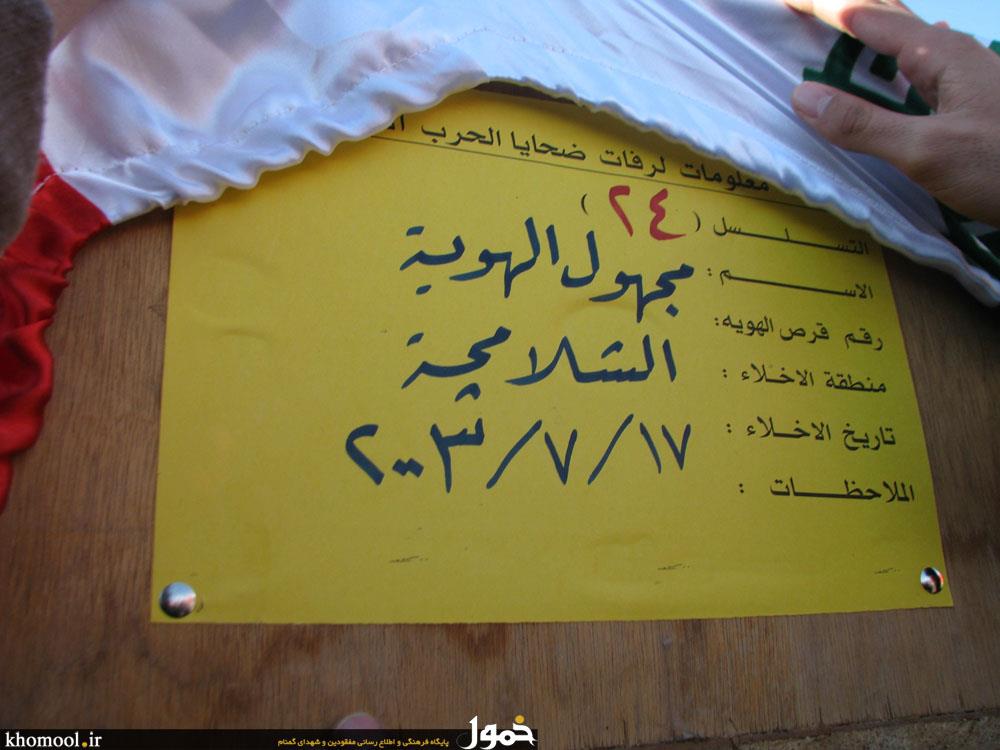 معلومات لرفات ضحايا الحرب
التسلسل ( ٢٤ )
الاسم : مجهول الهوية
رقم قرص الهويه:
منطقة الاخلاء : الشلامچة
تاريخ الاخلاء : ١٧/٧/٢٠٠٣
الملاحظات :
khomool.ir
خمول
پایگاه فرهنگی و اطلاع رسانی مفقودین و شهدای گمنام